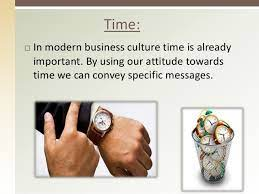 Time:
□ In modern business culture time is already
important. By using our attitude towards
time we can convey specific messages.